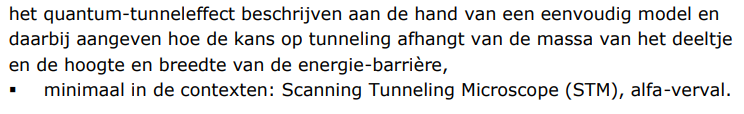 het quantum-tunneleffect beschrijven aan de hand van een eenvoudig model en
daarbij aangeven hoe de kans op tunneling afhangt van de massa van het deeltje
en de hoogte en breedte van de energie-barrière,
▪ minimaal in de contexten: Scanning Tunneling Microscope (STM), alfa-verval.